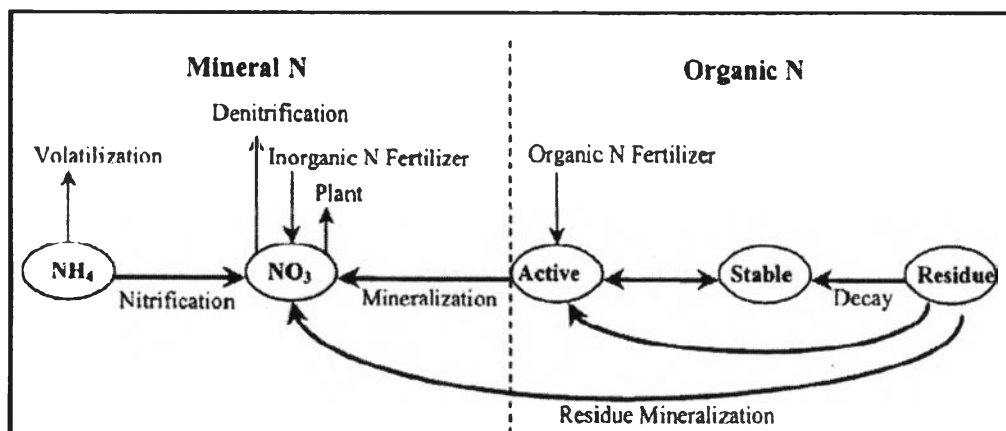 Mineral N
Organic N
Denitrification
Volatilization
Inorganic N Fertilizer
Organic N Fertilizer
Plant
NH₄
NO₃
Active
Stable
Residue
Nitrification
Mineralization
Decay
Residue Mineralization